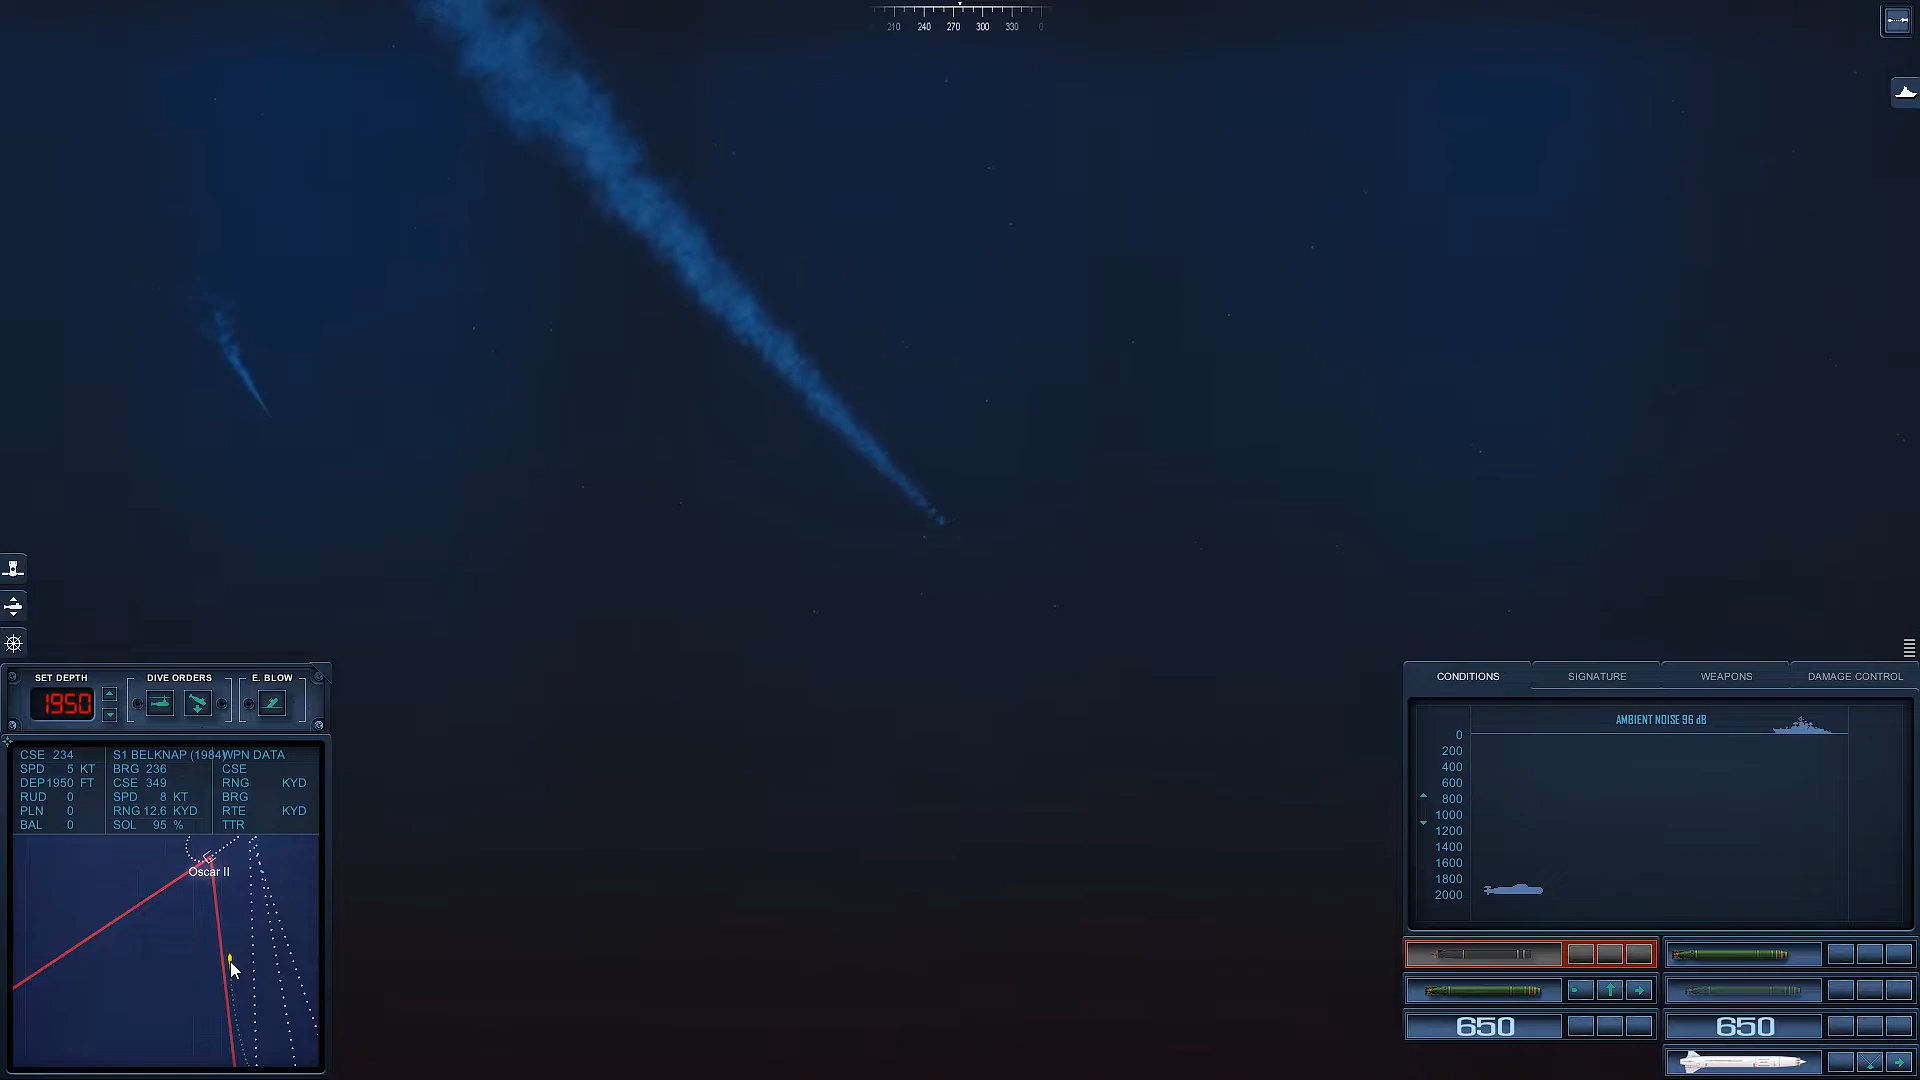 210 240 270 300 330 0
SET DEPTH DIVE ORDERS E. BLOW
1950
CSE 234 S1 BELKNAP (1984) WPN DATA
SPD 5 KT BRG 236 CSE
DEP 1950 FT CSE 349 RNG KYD
RUD 0 SPD 8 KT BRG
PLN 0 RNG 12.6 KYD RTE KYD
BAL 0 SOL 95 % TTR
Oscar II
CONDITIONS SIGNATURE WEAPONS DAMAGE CONTROL
AMBIENT NOISE 96 dB
0
200
400
600
800
1000
1200
1400
1600
1800
2000
650 650